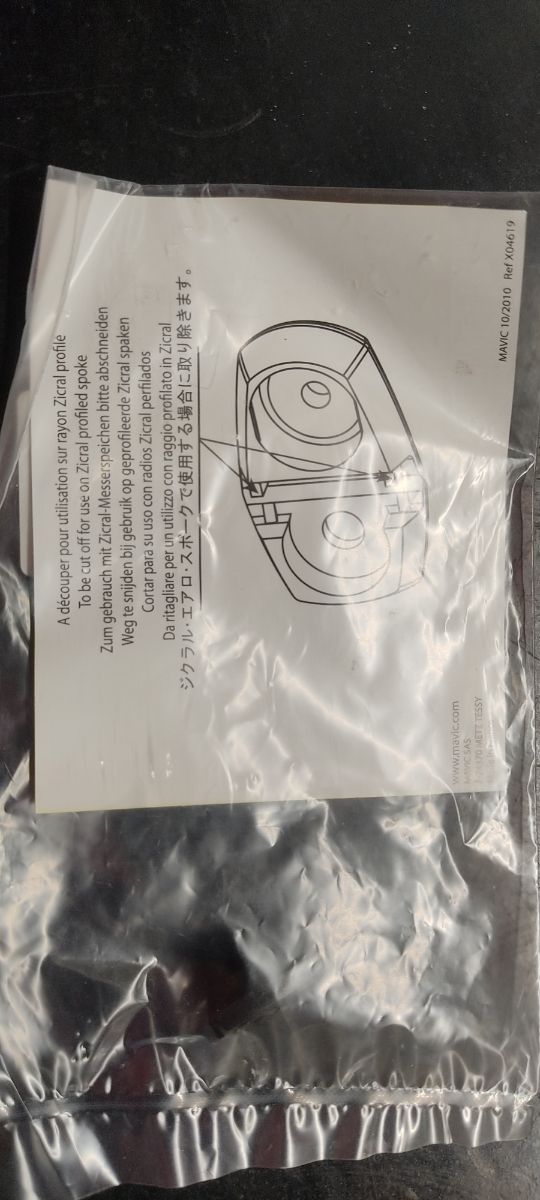 A découper pour utilisation sur rayon Zicral profile
To be cut off for use on Zicral profiled spoke
Zum gebrauch mit Zicral-Messerspeichen bitte abschneiden
Weg te snijden bij gebruik op geprofileerde Zicral spaken
Cortar para su uso con radios Zicral perfilados
Da ritagliare per un utilizzo con raggio profilato in Zicral
ジクラル・エアロ・スポークで使用する場合に取り除きます。
www.mavic.com
MAVIC SAS
METZ TESSY
MAVIC 10/2010 Ref X04619